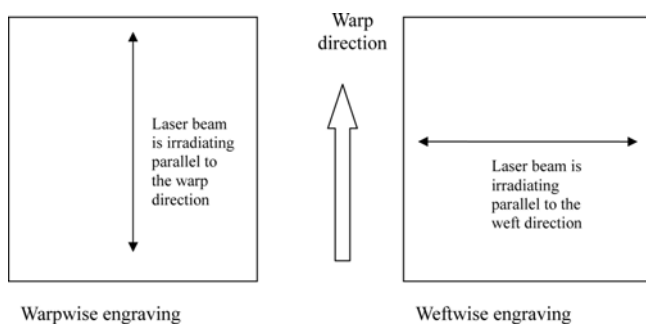 Warp
direction
Laser beam
is irradiating
parallel to
the warp
direction
Laser beam is
irradiating
parallel to the
weft direction
Warpwise engraving
Weftwise engraving